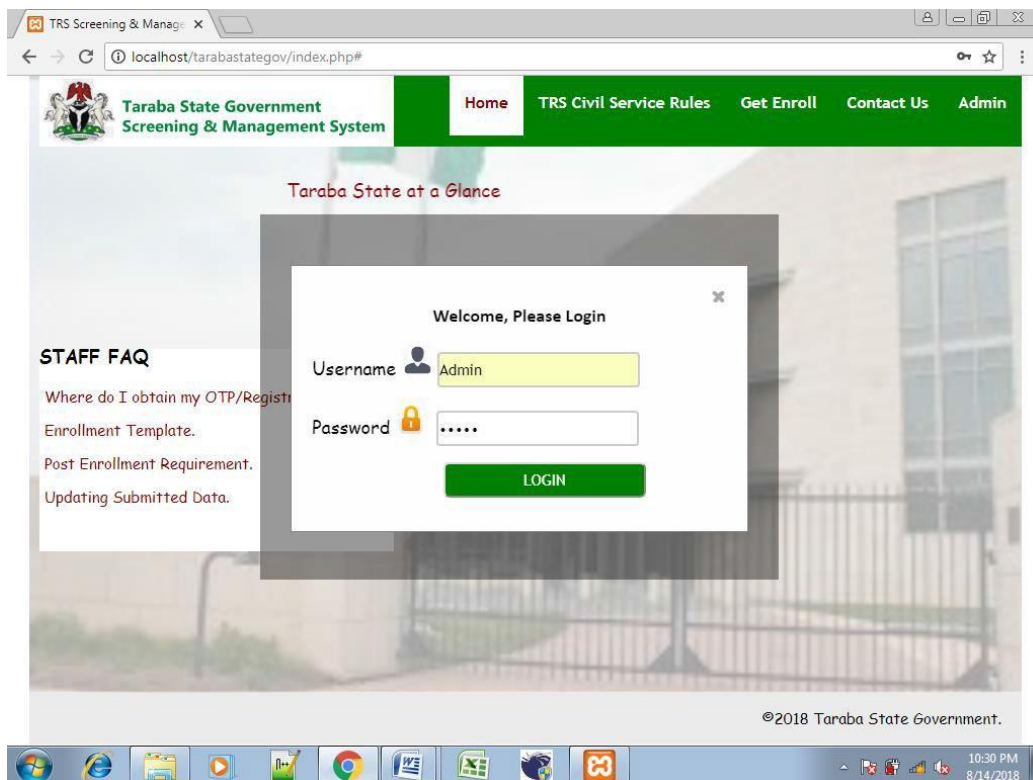 TRS Screening & Manage
localhost/tarabastategov/index.php#
Taraba State Government
Screening & Management System
Home
TRS Civil Service Rules
Get Enroll
Contact Us
Admin
Taraba State at a Glance
Welcome, Please Login
Username
Admin
Password
LOGIN
STAFF FAQ
Where do I obtain my OTP/Registr
Enrollment Template.
Post Enrollment Requirement.
Updating Submitted Data.
©2018 Taraba State Government.
10:30 PM
8/14/2018